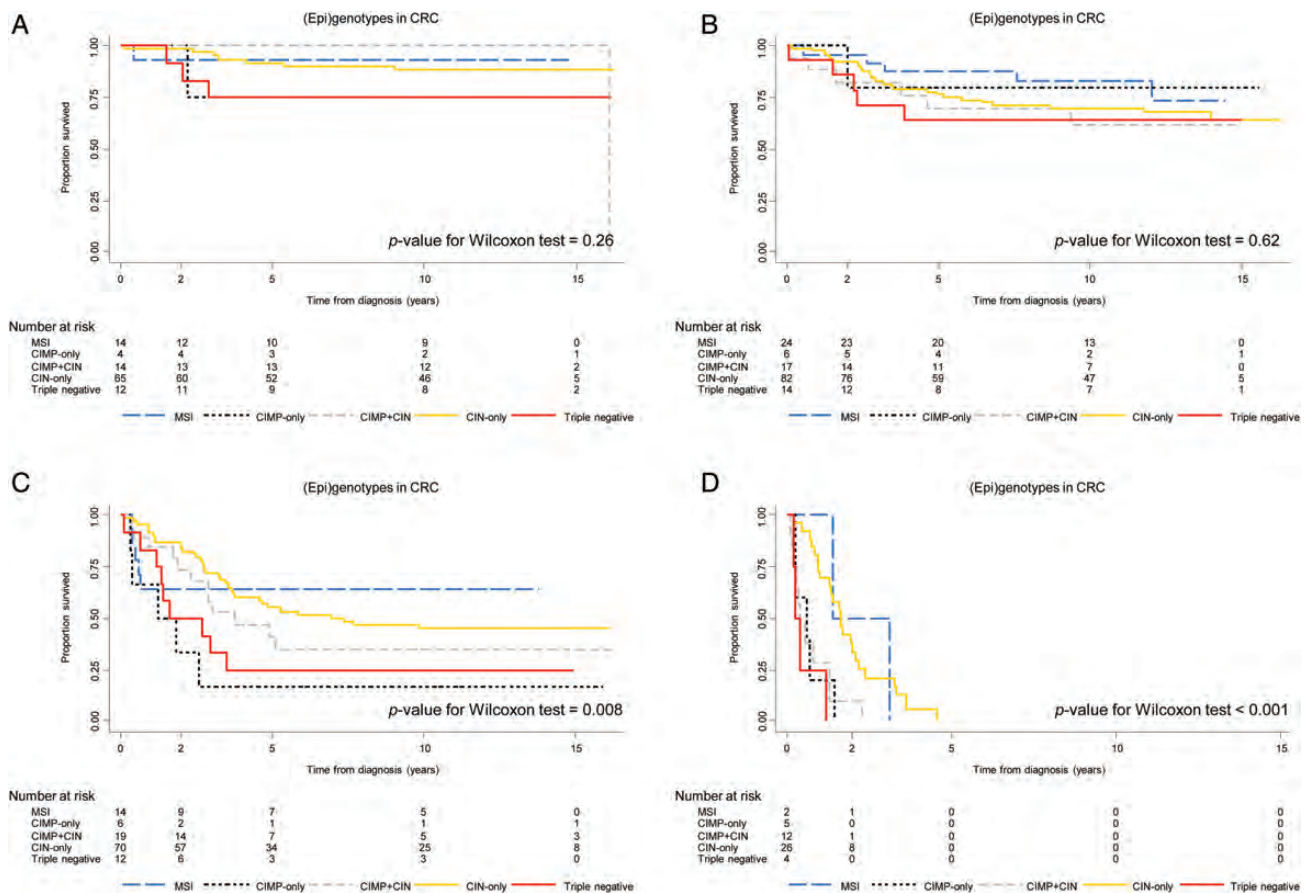 A
(Epi)genotypes in CRC
1.00
0.75
0.50
0.25
0.00
Proportion survived
p-value for Wilcoxon test = 0.26
0 2 5 10 15
Time from diagnosis (years)
Number at risk
MSI 14 12 10 9 0
CIMP-only 4 4 3 2 1
CIMP+CIN 14 13 13 12 2
CIN-only 65 60 52 46 5
Triple negative 12 11 9 8 2
MSI CIMP-only CIMP+CIN CIN-only Triple negative
B
(Epi)genotypes in CRC
1.00
0.75
0.50
0.25
0.00
Proportion survived
p-value for Wilcoxon test = 0.62
0 2 5 10 15
Time from diagnosis (years)
Number at risk
MSI 24 23 20 13 0
CIMP-only 6 5 4 2 1
CIMP+CIN 17 14 11 7 0
CIN-only 82 76 59 47 5
Triple negative 14 12 8 7 1
MSI CIMP-only CIMP+CIN CIN-only Triple negative
C
(Epi)genotypes in CRC
1.00
0.75
0.50
0.25
0.00
Proportion survived
p-value for Wilcoxon test = 0.008
0 2 5 10 15
Time from diagnosis (years)
Number at risk
MSI 14 9 7 5 0
CIMP-only 6 2 1 1 1
CIMP+CIN 19 14 7 5 3
CIN-only 70 57 34 25 8
Triple negative 12 6 3 3 0
MSI CIMP-only CIMP+CIN CIN-only Triple negative
D
(Epi)genotypes in CRC
1.00
0.75
0.50
0.25
0.00
Proportion survived
p-value for Wilcoxon test < 0.001
0 2 5 10 15
Time from diagnosis (years)
Number at risk
MSI 2 1 0 0 0
CIMP-only 5 0 0 0 0
CIMP+CIN 12 1 0 0 0
CIN-only 26 8 0 0 0
Triple negative 4 0 0 0 0
MSI CIMP-only CIMP+CIN CIN-only Triple negative